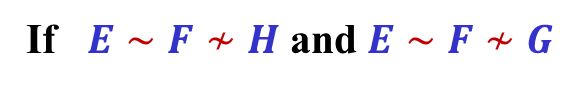 If E ~ F ≁ H and E ~ F ≁ G